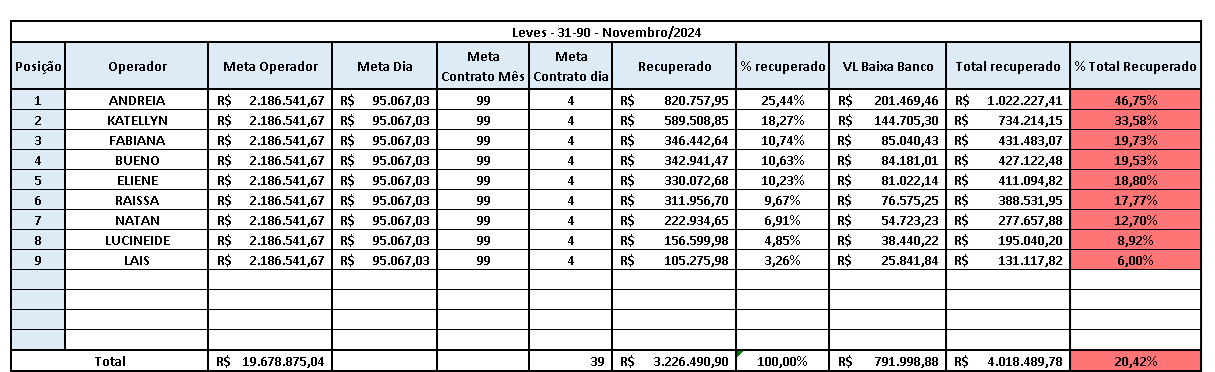 Leves - 31-90 - Novembro/2024
Posição Operador Meta Operador Meta Dia Meta Contrato Mês Meta Contrato dia Recuperado % recuperado VL Baixa Banco Total recuperado % Total Recuperado
1 ANDREIA R$ 2.186.541,67 R$ 95.067,03 99 4 R$ 820.757,95 25,44% R$ 201.469,46 R$ 1.022.227,41 46,75%
2 KATELLYN R$ 2.186.541,67 R$ 95.067,03 99 4 R$ 589.508,85 18,27% R$ 144.705,30 R$ 734.214,15 33,58%
3 FABIANA R$ 2.186.541,67 R$ 95.067,03 99 4 R$ 346.442,64 10,74% R$ 85.040,43 R$ 431.483,07 19,73%
4 BUENO R$ 2.186.541,67 R$ 95.067,03 99 4 R$ 342.941,47 10,63% R$ 84.181,01 R$ 427.122,48 19,53%
5 ELIENE R$ 2.186.541,67 R$ 95.067,03 99 4 R$ 330.072,68 10,23% R$ 81.022,14 R$ 411.094,82 18,80%
6 RAISSA R$ 2.186.541,67 R$ 95.067,03 99 4 R$ 311.956,70 9,67% R$ 76.575,25 R$ 388.531,95 17,77%
7 NATAN R$ 2.186.541,67 R$ 95.067,03 99 4 R$ 222.934,65 6,91% R$ 54.723,23 R$ 277.657,88 12,70%
8 LUCINEIDE R$ 2.186.541,67 R$ 95.067,03 99 4 R$ 156.599,98 4,85% R$ 38.440,22 R$ 195.040,20 8,92%
9 LAIS R$ 2.186.541,67 R$ 95.067,03 99 4 R$ 105.275,98 3,26% R$ 25.841,84 R$ 131.117,82 6,00%
Total R$ 19.678.875,04 39 R$ 3.226.490,90 100,00% R$ 791.998,88 R$ 4.018.489,78 20,42%